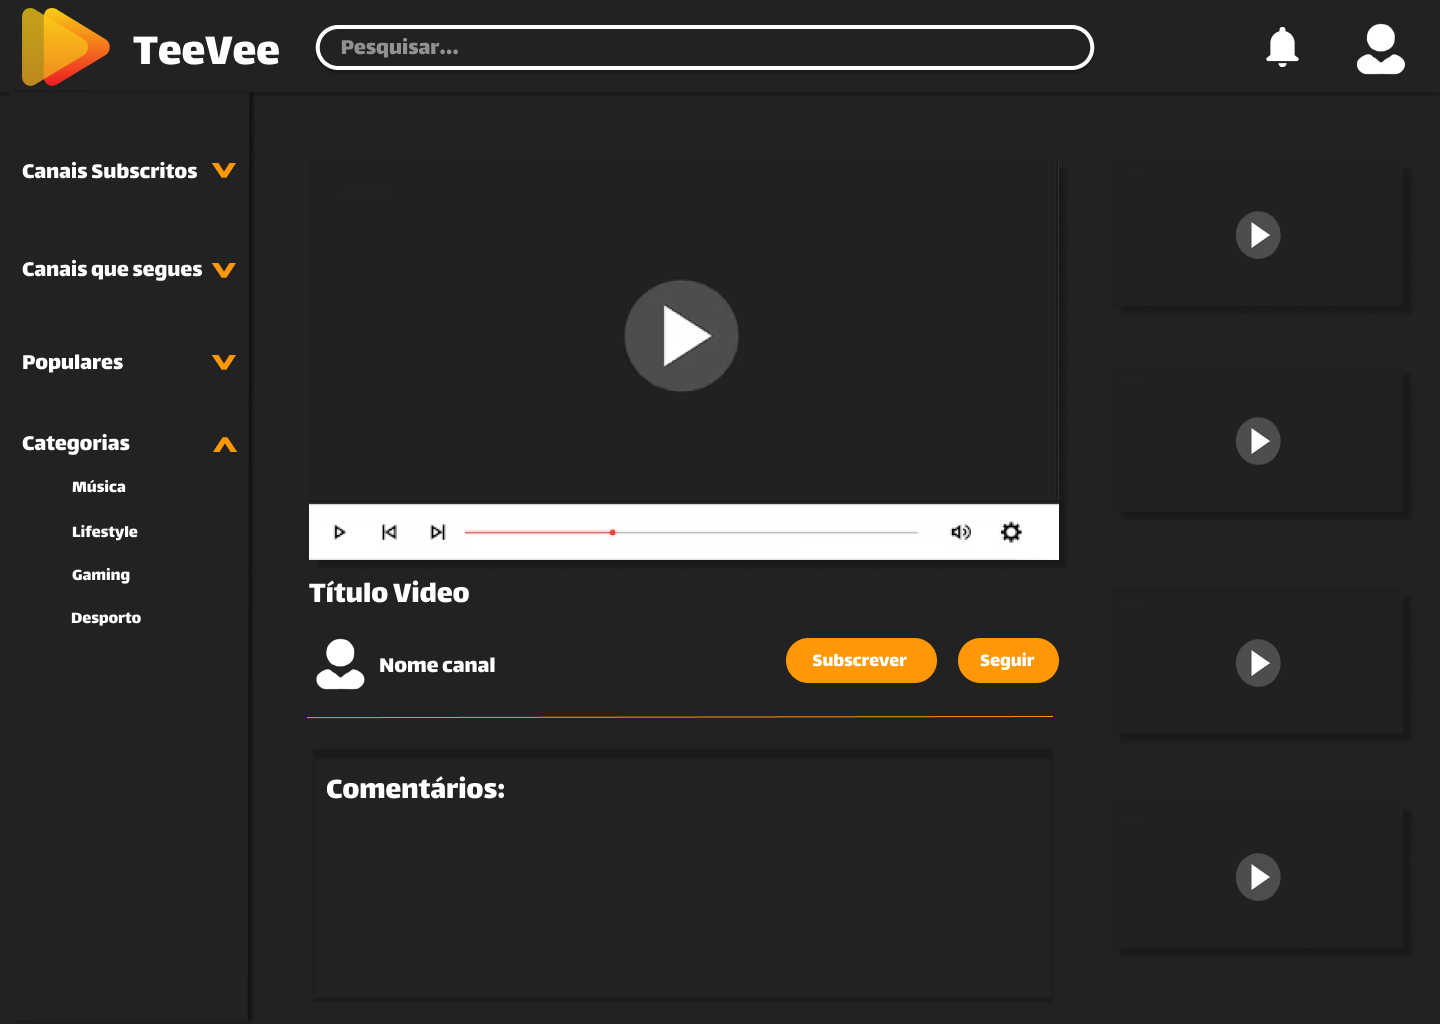 TeeVee
Pesquisar...
Canais Subscritos
Canais que segues
Populares
Categorias
Música
Lifestyle
Gaming
Desporto
Título Video
Nome canal
Subscrever
Seguir
Comentários: